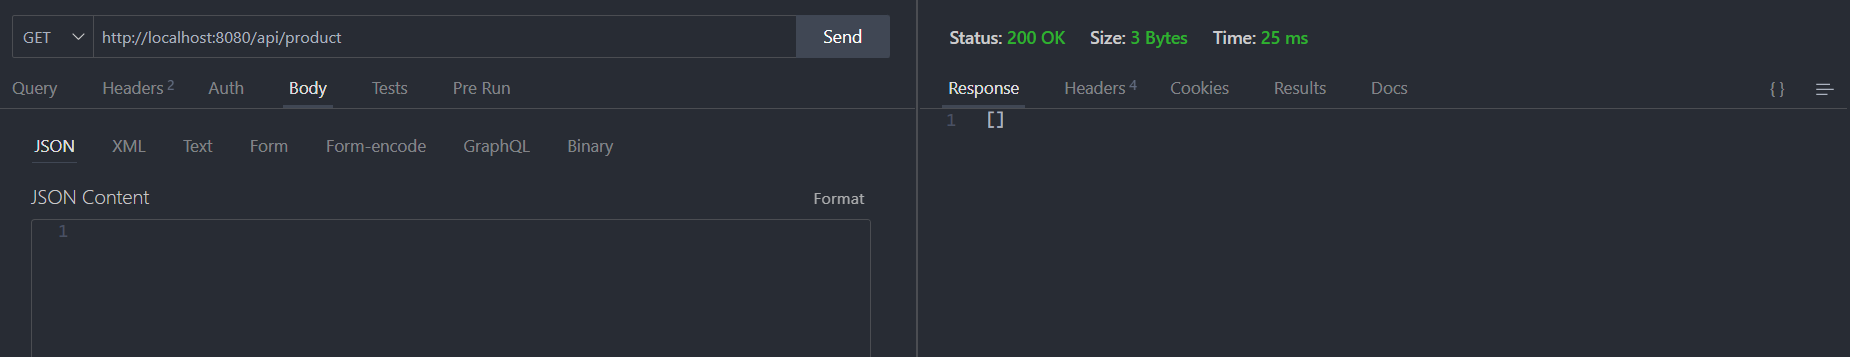 GET http://localhost:8080/api/product Send
Query Headers 2 Auth Body Tests Pre Run
JSON XML Text Form Form-encode GraphQL Binary
JSON Content Format
1
Status: 200 OK Size: 3 Bytes Time: 25 ms
Response Headers 4 Cookies Results Docs {}
1 []